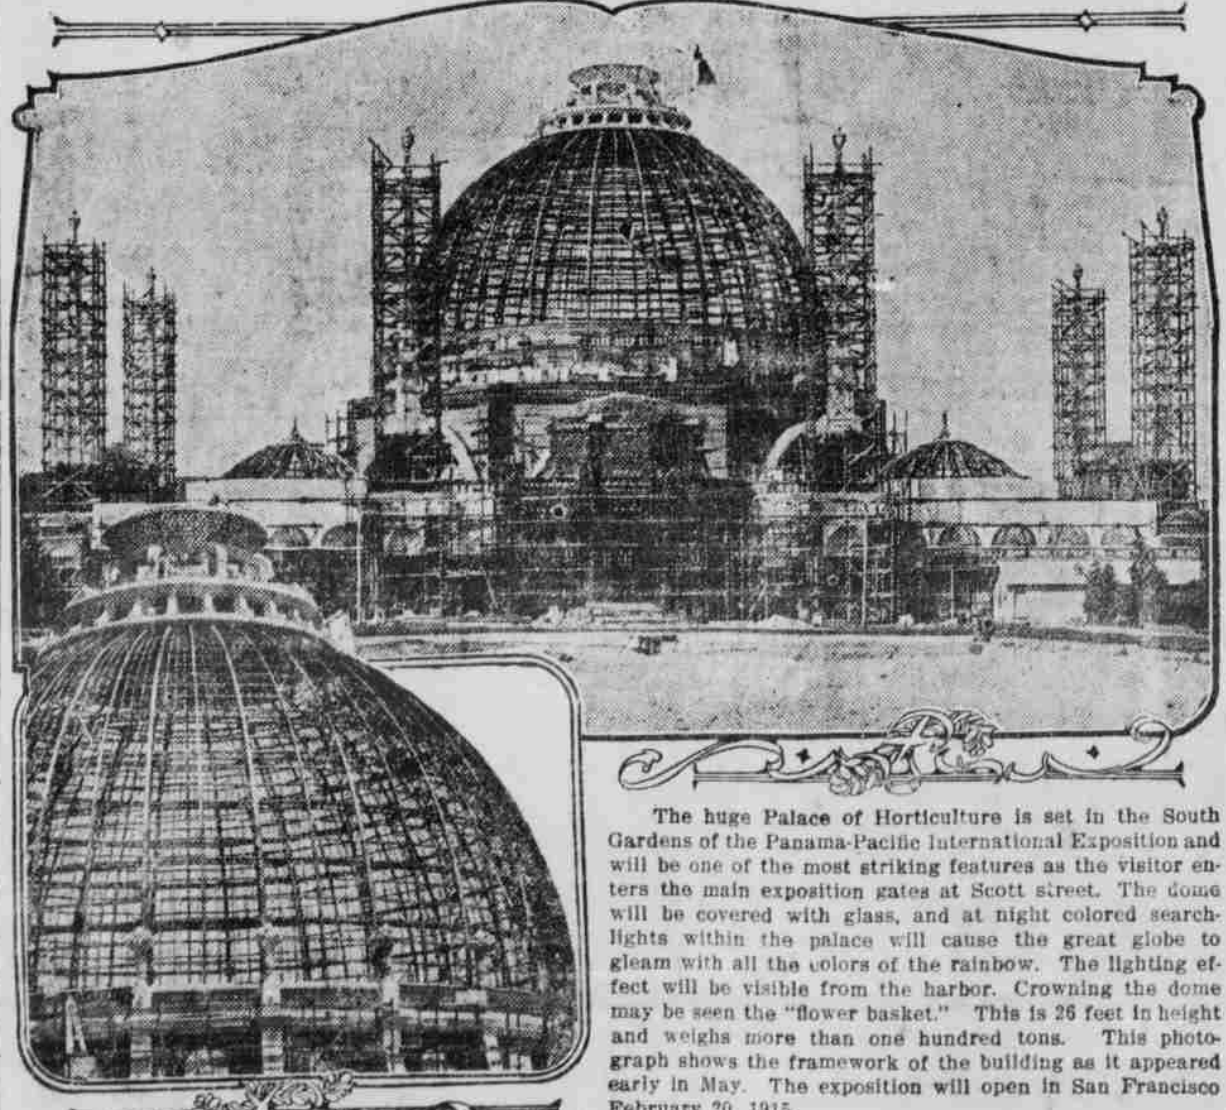 The huge Palace of Horticulture is set in the South
Gardens of the Panama-Pacific International Exposition and
will be one of the most striking features as the visitor en-
ters the main exposition gates at Scott street. The dome
will be covered with glass, and at night colored search-
lights within the palace will cause the great globe to
gleam with all the colors of the rainbow. The lighting ef-
fect will be visible from the harbor. Crowning the dome
may be seen the "flower basket." This is 26 feet in height
and weighs more than one hundred tons. This photo-
graph shows the framework of the building as it appeared
early in May. The exposition will open in San Francisco
February 20, 1915.